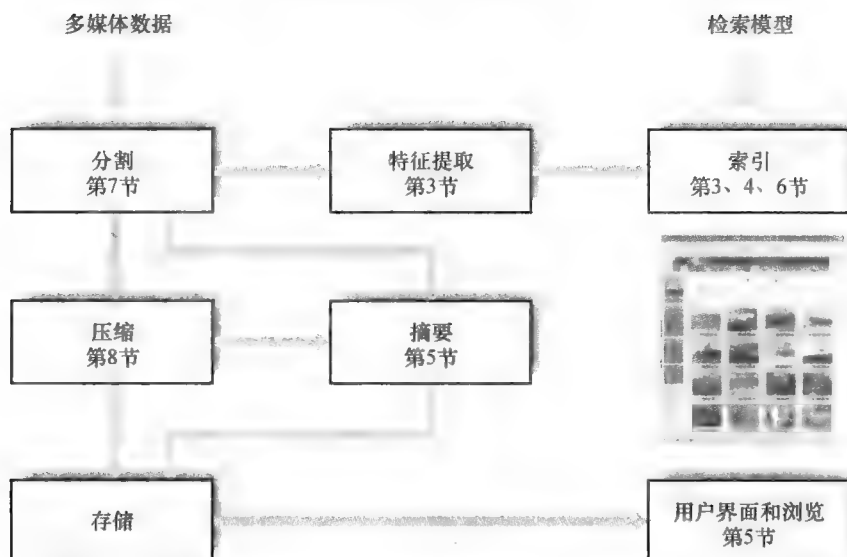 多媒体数据
检索模型
分割
第7节
特征提取
第3节
索引
第3、4、6节
压缩
第8节
摘要
第5节
存储
用户界面和浏览
第5节